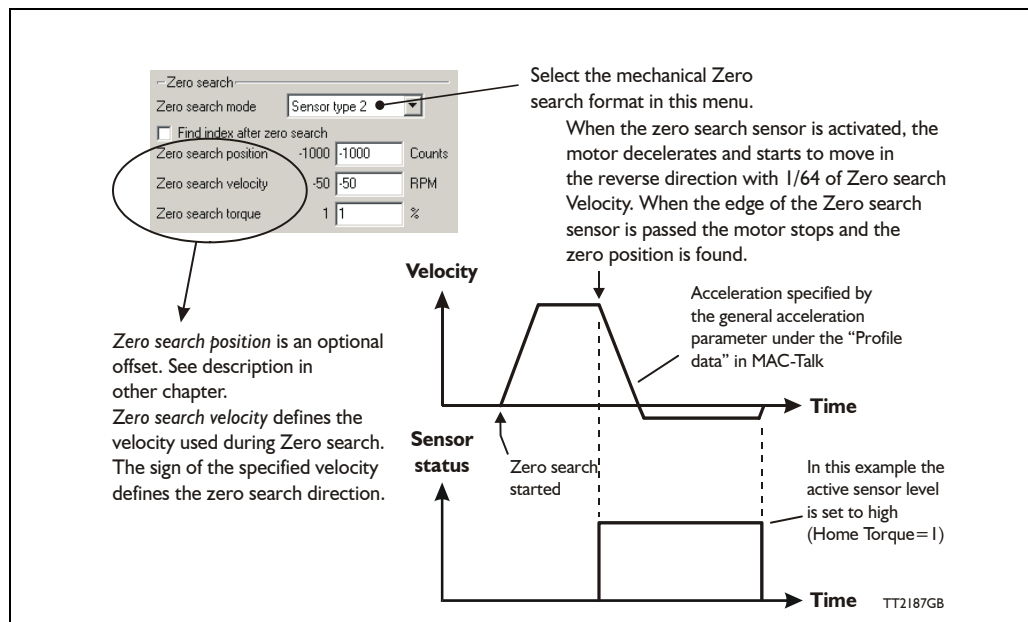 Zero search
Zero search mode Sensor type 2
Find index after zero search
Zero search position -1000 -1000 Counts
Zero search velocity -50 -50 RPM
Zero search torque 1 1 %
Select the mechanical Zero
search format in this menu.
When the zero search sensor is activated, the
motor decelerates and starts to move in
the reverse direction with 1/64 of Zero search
Velocity. When the edge of the Zero search
sensor is passed the motor stops and the
zero position is found.
Velocity
Acceleration specified by
the general acceleration
parameter under the “Profile
data” in MAC-Talk
Zero search position is an optional
offset. See description in
other chapter.
Zero search velocity defines the
velocity used during Zero search.
The sign of the specified velocity
defines the zero search direction.
Time
Sensor
status
Zero search
started
In this example the
active sensor level
is set to high
(Home Torque=1)
Time
TT2187GB